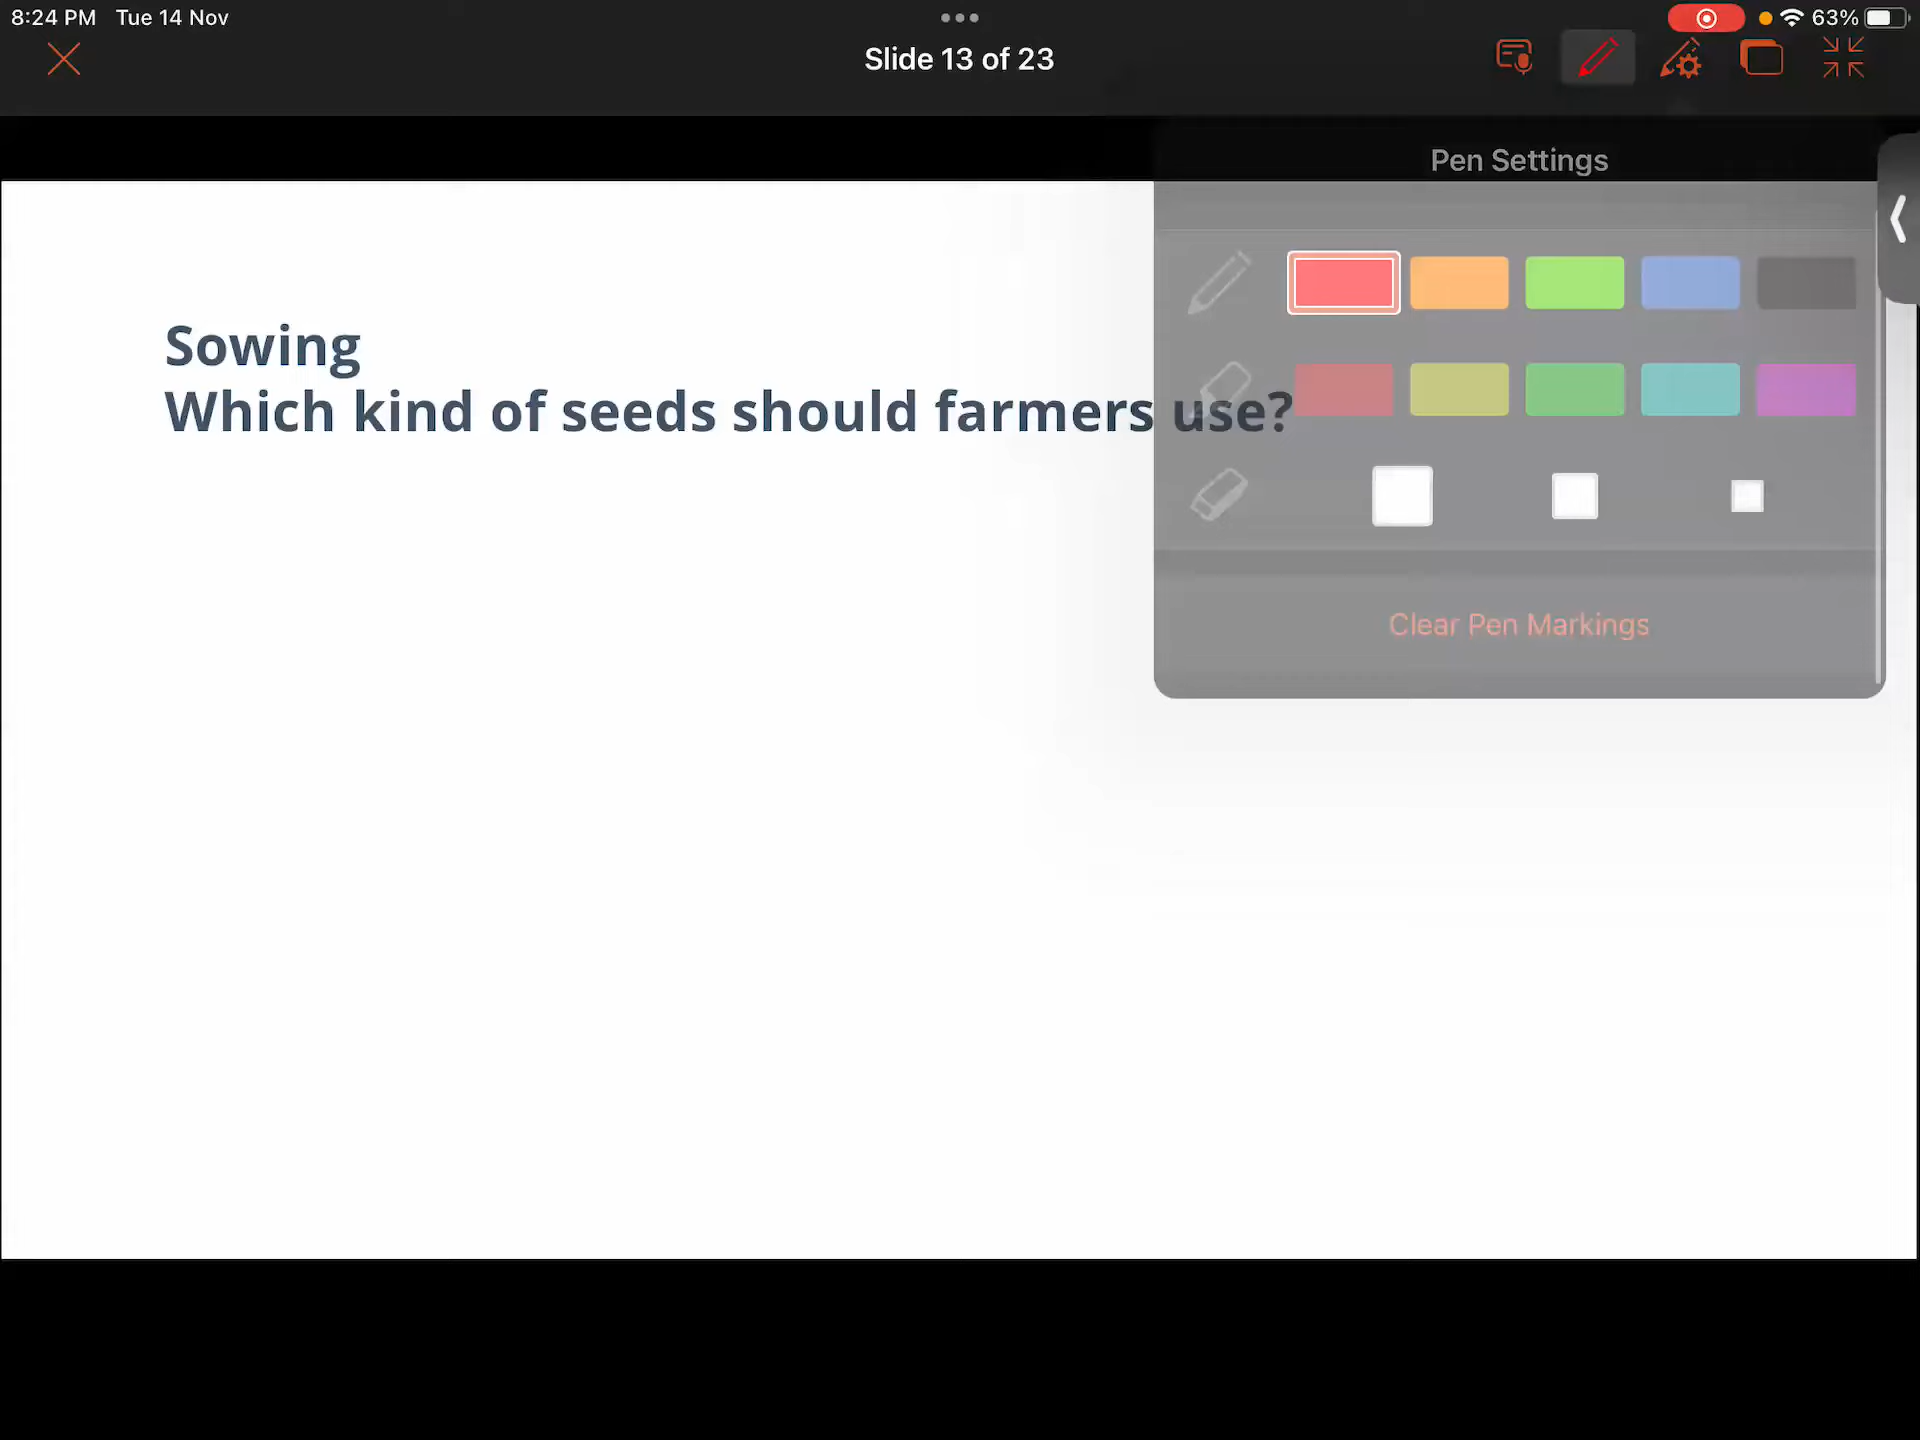 8:24 PM Tue 14 Nov
63%
Slide 13 of 23
Pen Settings
Sowing
Which kind of seeds should farmers use?
Clear Pen Markings